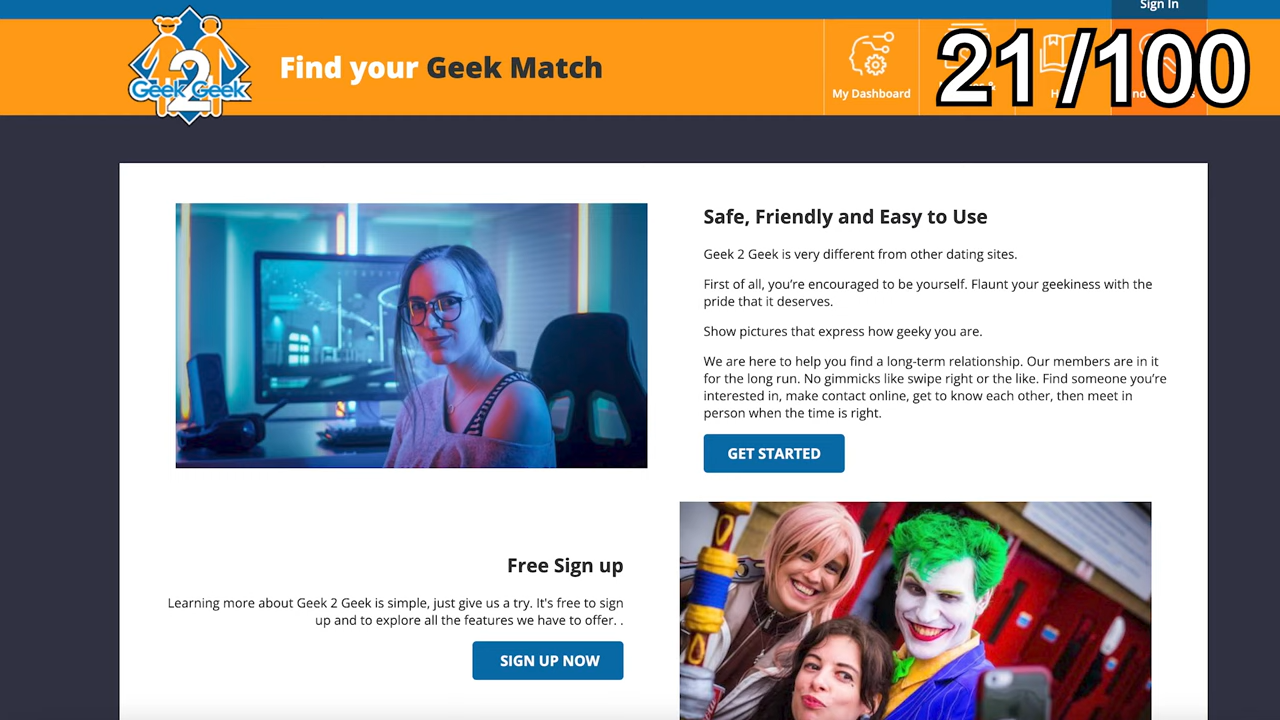 Sign In
Geek 2 Geek
Find your Geek Match
My Dashboard
21/100
Safe, Friendly and Easy to Use
Geek 2 Geek is very different from other dating sites.
First of all, you’re encouraged to be yourself. Flaunt your geekiness with the
pride that it deserves.
Show pictures that express how geeky you are.
We are here to help you find a long-term relationship. Our members are in it
for the long run. No gimmicks like swipe right or the like. Find someone you’re
interested in, make contact online, get to know each other, then meet in
person when the time is right.
GET STARTED
Free Sign up
Learning more about Geek 2 Geek is simple, just give us a try. It's free to sign
up and to explore all the features we have to offer. .
SIGN UP NOW